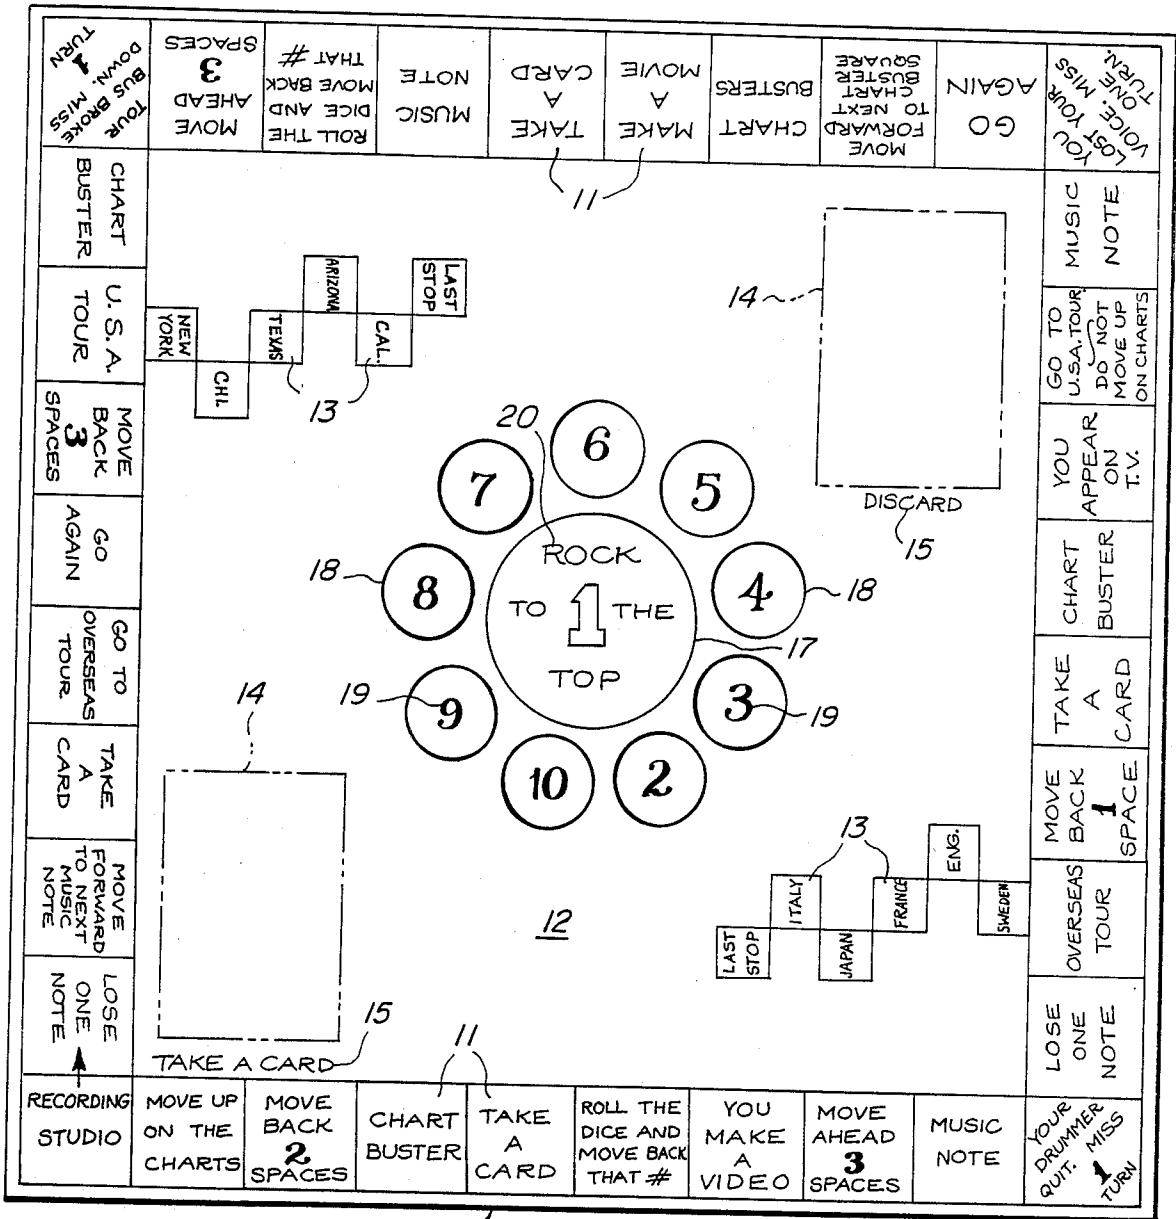 TOUR
BUS BROKE
DOWN. MISS
1
TURN
MOVE
AHEAD
3
SPACES
ROLL THE
DICE AND
MOVE BACK
THAT #
MUSIC
NOTE
TAKE
A
CARD
MAKE
A
MOVIE
CHART
BUSTERS
MOVE
FORWARD
TO NEXT
CHART
BUSTER
SQUARE
GO
AGAIN
YOU
LOST YOUR
VOICE. MISS
ONE
TURN.
11
CHART
BUSTER
U.S.A.
TOUR
MOVE
BACK
3
SPACES
GO
AGAIN
GO TO
OVERSEAS
TOUR
TAKE
A
CARD
MOVE
FORWARD
TO NEXT
MUSIC
NOTE
LOSE
ONE
NOTE
NEW
YORK
CHI.
TEXAS
ARIZONA
CAL.
LAST
STOP
13
14
DISCARD
15
20
6
7
5
18
8
4
18
ROCK
TO 1 THE
TOP
17
19
9
3
19
10
2
14
TAKE A CARD
15
12
13
LAST
STOP
ITALY
JAPAN
FRANCE
ENG.
SWEDEN
MUSIC
NOTE
GO TO
U.S.A. TOUR
DO NOT
MOVE UP
ON CHARTS
YOU
APPEAR
ON
T.V.
CHART
BUSTER
TAKE
A
CARD
MOVE
BACK
1
SPACE
OVERSEAS
TOUR
LOSE
ONE
NOTE
11
RECORDING
STUDIO
MOVE UP
ON THE
CHARTS
MOVE
BACK
2
SPACES
CHART
BUSTER
TAKE
A
CARD
ROLL THE
DICE AND
MOVE BACK
THAT #
YOU
MAKE
A
VIDEO
MOVE
AHEAD
3
SPACES
MUSIC
NOTE
YOUR
DRUMMER
QUIT. MISS
1
TURN